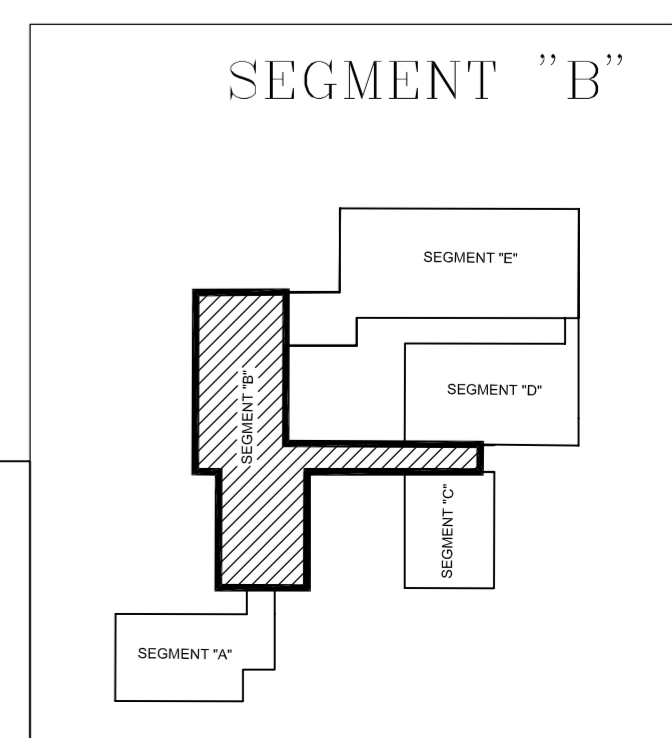 SEGMENT "B"
SEGMENT "E"
SEGMENT "B"
SEGMENT "D"
SEGMENT "C"
SEGMENT "A"